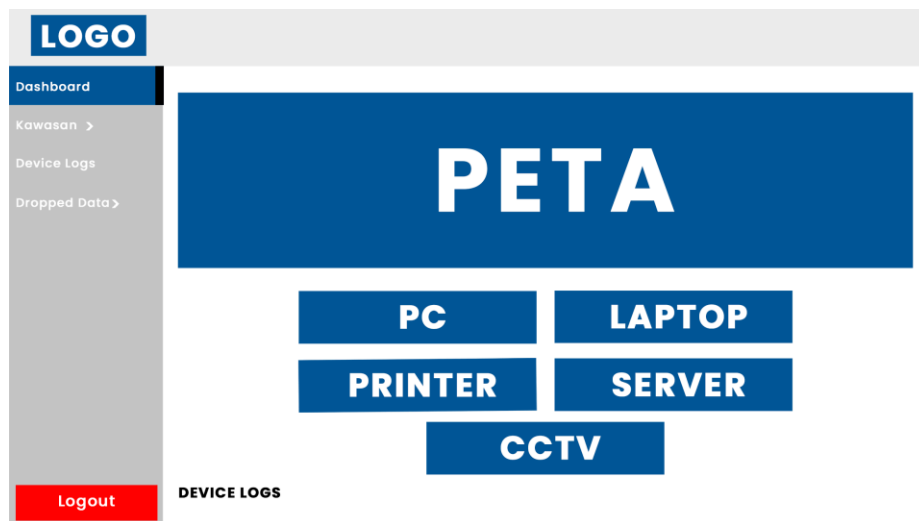 LOGO
Dashboard
Kawasan >
Device Logs
Dropped Data >
Logout
PETA
PC
LAPTOP
PRINTER
SERVER
CCTV
DEVICE LOGS